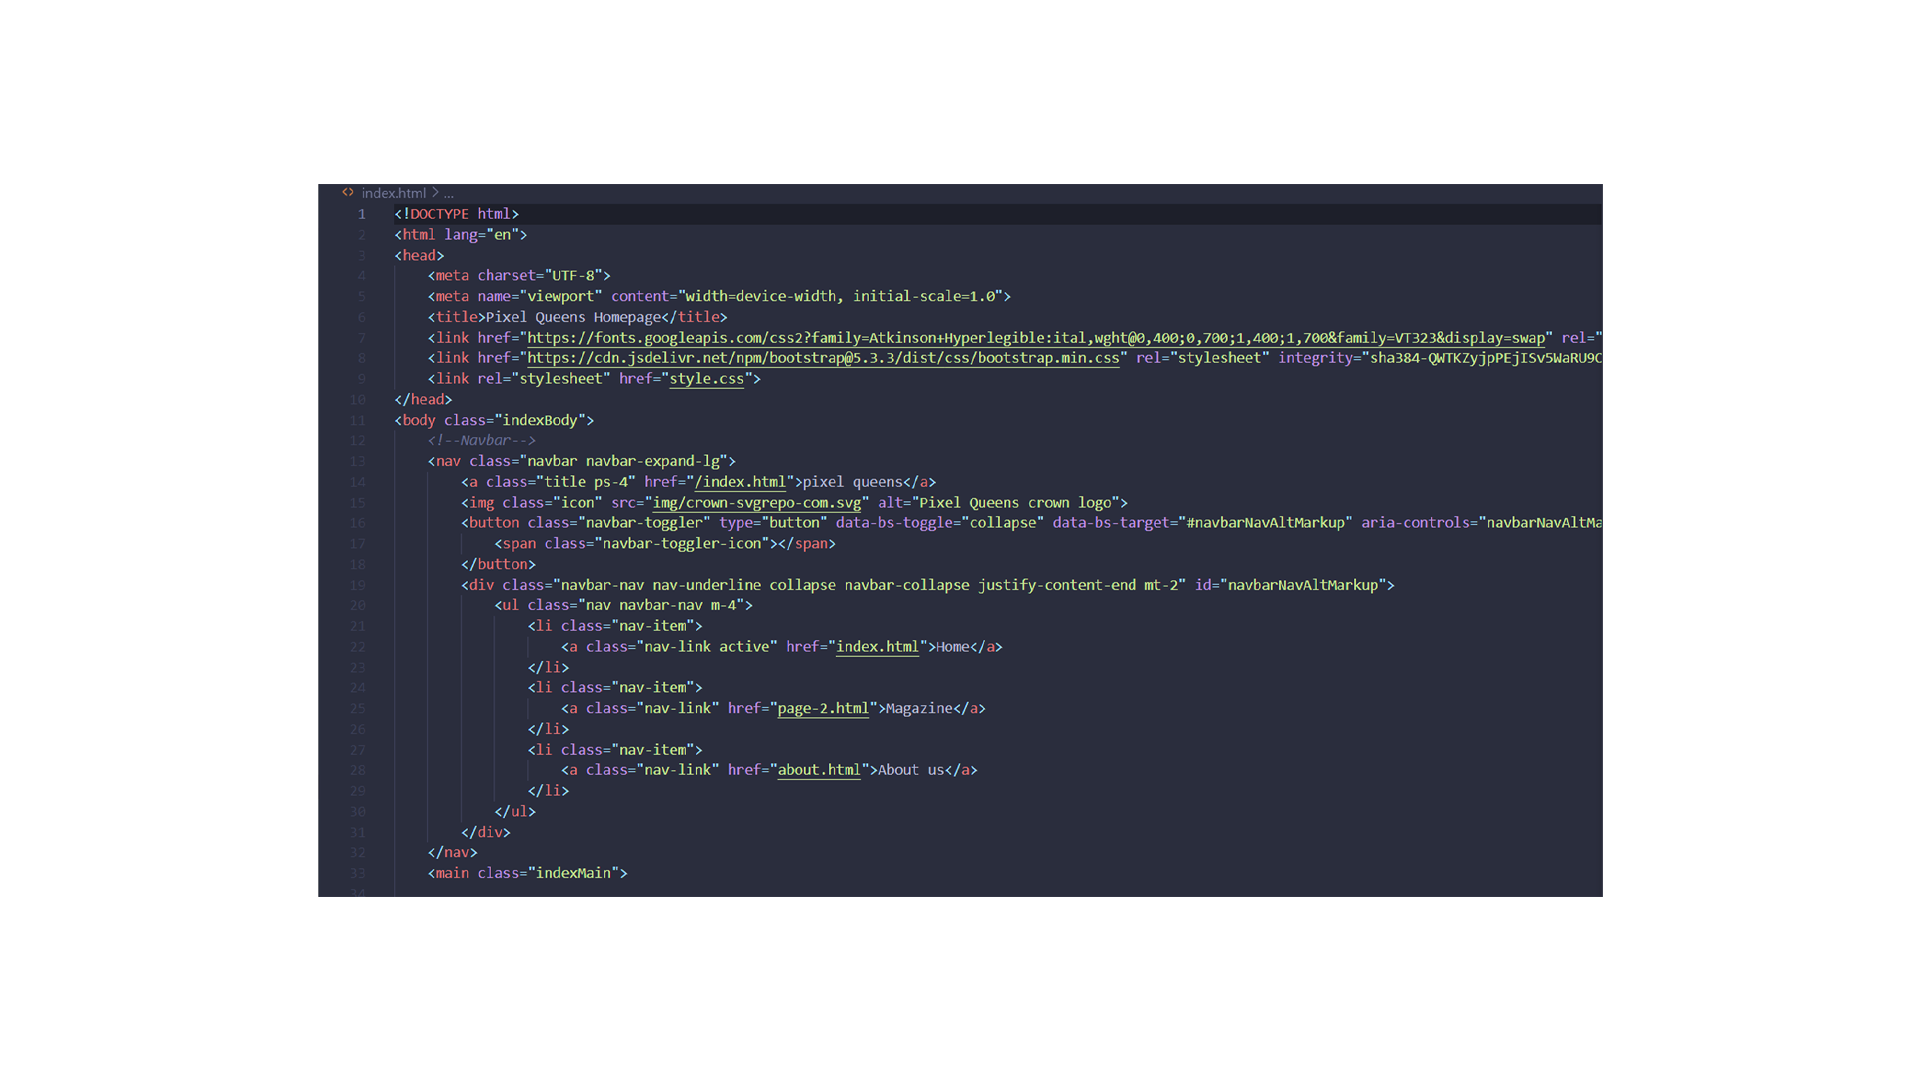 index.html > ...
1 <!DOCTYPE html>
2 <html lang="en">
3 <head>
4 <meta charset="UTF-8">
5 <meta name="viewport" content="width=device-width, initial-scale=1.0">
6 <title>Pixel Queens Homepage</title>
7 <link href="https://fonts.googleapis.com/css2?family=Atkinson+Hyperlegible:ital,wght@0,400;0,700;1,400;1,700&family=VT323&display=swap" rel="
8 <link href="https://cdn.jsdelivr.net/npm/bootstrap@5.3.3/dist/css/bootstrap.min.css" rel="stylesheet" integrity="sha384-QWTKZyjpPEjISv5WaRU9O
9 <link rel="stylesheet" href="style.css">
10 </head>
11 <body class="indexBody">
12 <!--Navbar-->
13 <nav class="navbar navbar-expand-lg">
14 <a class="title ps-4" href="/index.html">pixel queens</a>
15 <img class="icon" src="img/crown-svgrepo-com.svg" alt="Pixel Queens crown logo">
16 <button class="navbar-toggler" type="button" data-bs-toggle="collapse" data-bs-target="#navbarNavAltMarkup" aria-controls="navbarNavAltMa
17 <span class="navbar-toggler-icon"></span>
18 </button>
19 <div class="navbar-nav nav-underline collapse navbar-collapse justify-content-end mt-2" id="navbarNavAltMarkup">
20 <ul class="nav navbar-nav m-4">
21 <li class="nav-item">
22 <a class="nav-link active" href="index.html">Home</a>
23 </li>
24 <li class="nav-item">
25 <a class="nav-link" href="page-2.html">Magazine</a>
26 </li>
27 <li class="nav-item">
28 <a class="nav-link" href="about.html">About us</a>
29 </li>
30 </ul>
31 </div>
32 </nav>
33 <main class="indexMain">
34